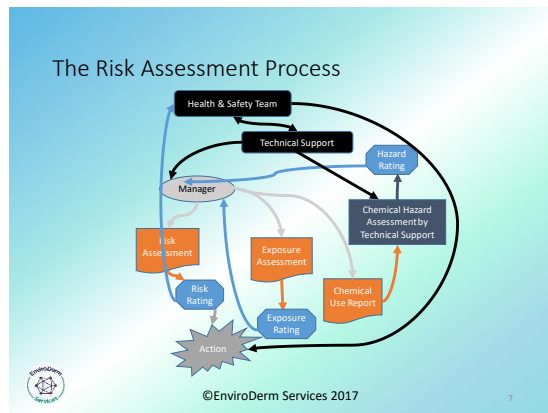 The Risk Assessment Process
Health & Safety Team
Technical Support
Hazard
Rating
Manager
Chemical Hazard
Assessment by
Technical Support
Risk
Assessment
Exposure
Assessment
Risk
Rating
Chemical
Use Report
Exposure
Rating
Action
EnviroDerm
Services
©EnviroDerm Services 2017
7